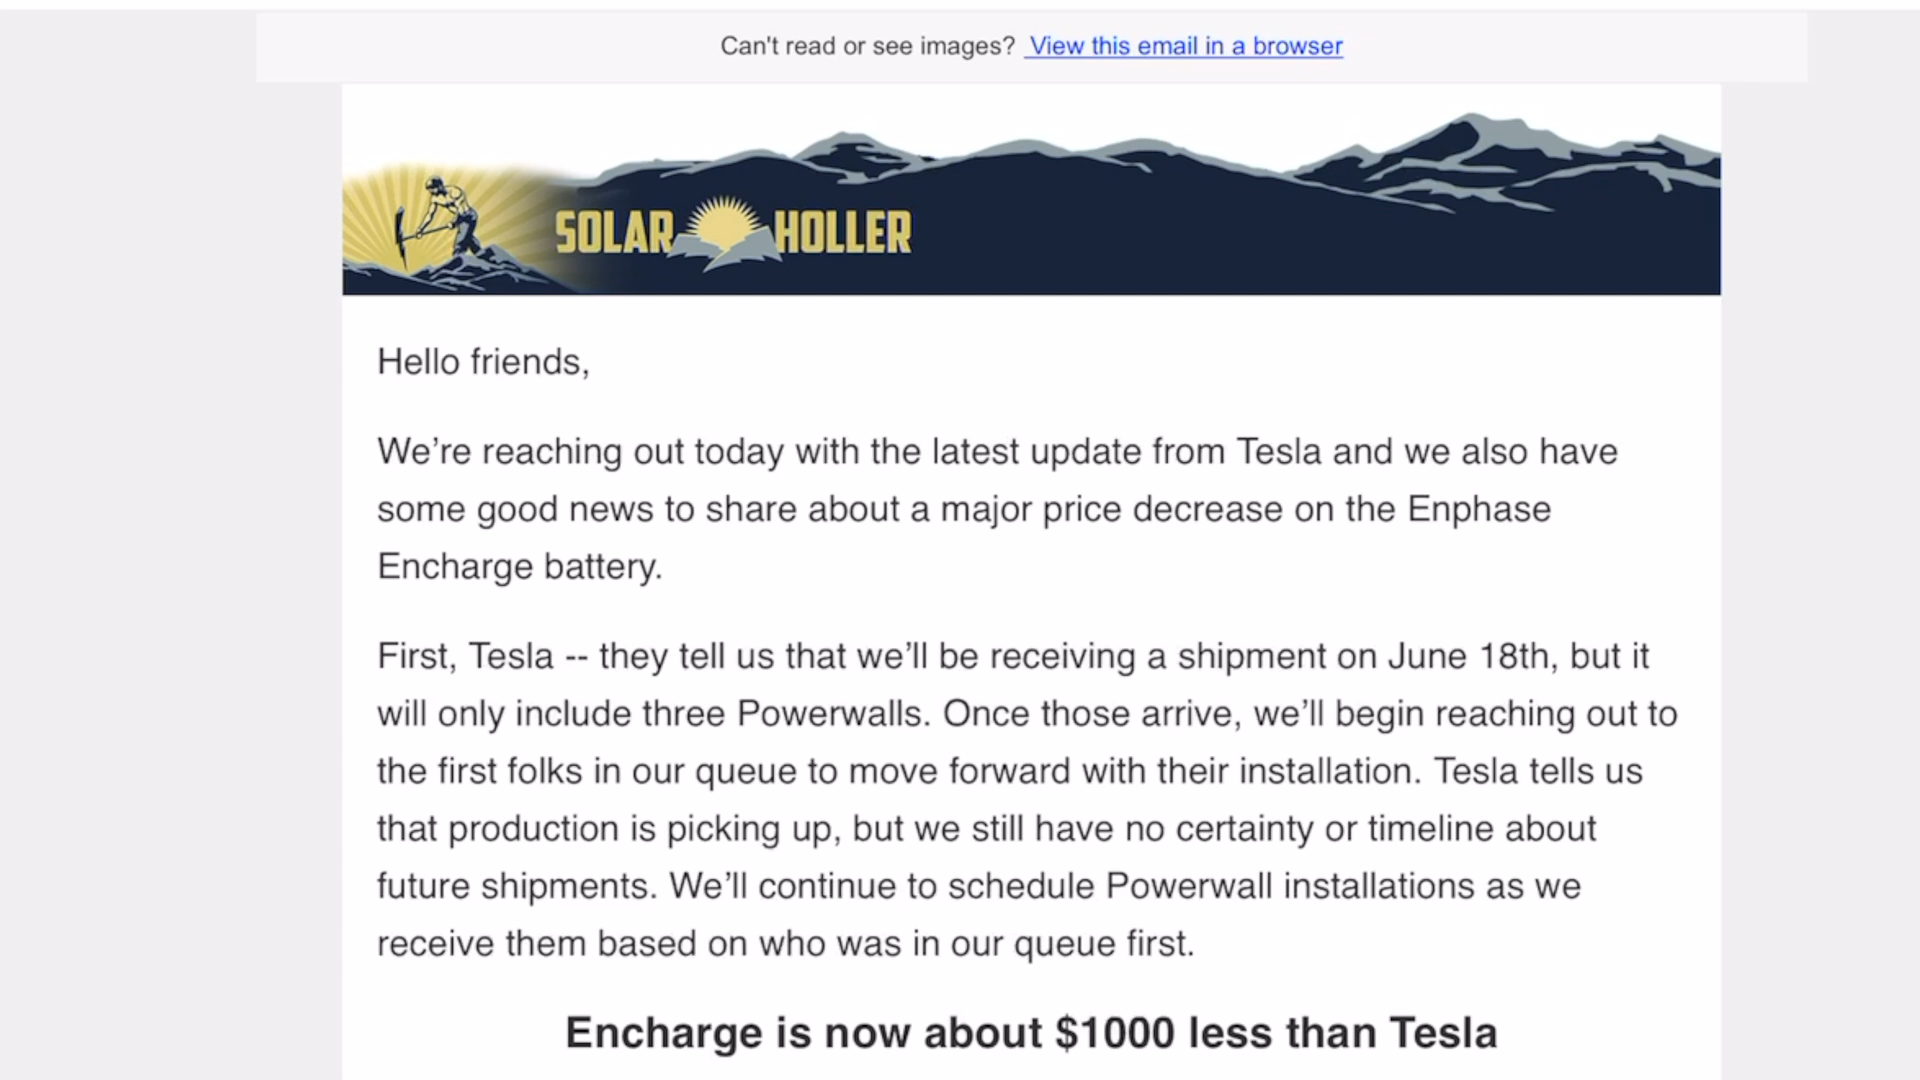 Can't read or see images? View this email in a browser
SOLAR HOLLER
Hello friends,
We’re reaching out today with the latest update from Tesla and we also have
some good news to share about a major price decrease on the Enphase
Encharge battery.
First, Tesla -- they tell us that we’ll be receiving a shipment on June 18th, but it
will only include three Powerwalls. Once those arrive, we’ll begin reaching out to
the first folks in our queue to move forward with their installation. Tesla tells us
that production is picking up, but we still have no certainty or timeline about
future shipments. We’ll continue to schedule Powerwall installations as we
receive them based on who was in our queue first.
Encharge is now about $1000 less than Tesla